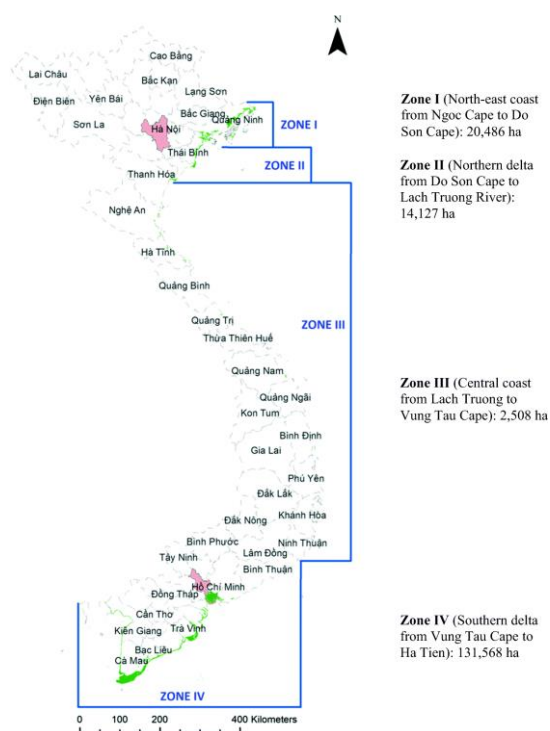 N
Cao Bằng
Lai Châu
Bắc Kạn
Lạng Sơn
Điện Biên
Yên Bái
Bắc Giang
Quảng Ninh
Sơn La
Hà Nội
ZONE I
Thái Bình
ZONE II
Thanh Hóa
Nghệ An
Hà Tĩnh
Quảng Bình
Quảng Trị
ZONE III
Thừa Thiên Huế
Quảng Nam
Quảng Ngãi
Kon Tum
Bình Định
Gia Lai
Phú Yên
Đắk Lắk
Khánh Hòa
Đắk Nông
Bình Phước
Ninh Thuận
Lâm Đồng
Tây Ninh
Bình Thuận
Hồ Chí Minh
Đồng Tháp
Cần Thơ
Kiên Giang
Trà Vinh
Bạc Liêu
Cà Mau
ZONE IV
0 100 200 400 Kilometers
Zone I (North-east coast
from Ngoc Cape to Do
Son Cape): 20,486 ha
Zone II (Northern delta
from Do Son Cape to
Lach Truong River):
14,127 ha
Zone III (Central coast
from Lach Truong to
Vung Tau Cape): 2,508 ha
Zone IV (Southern delta
from Vung Tau Cape to
Ha Tien): 131,568 ha